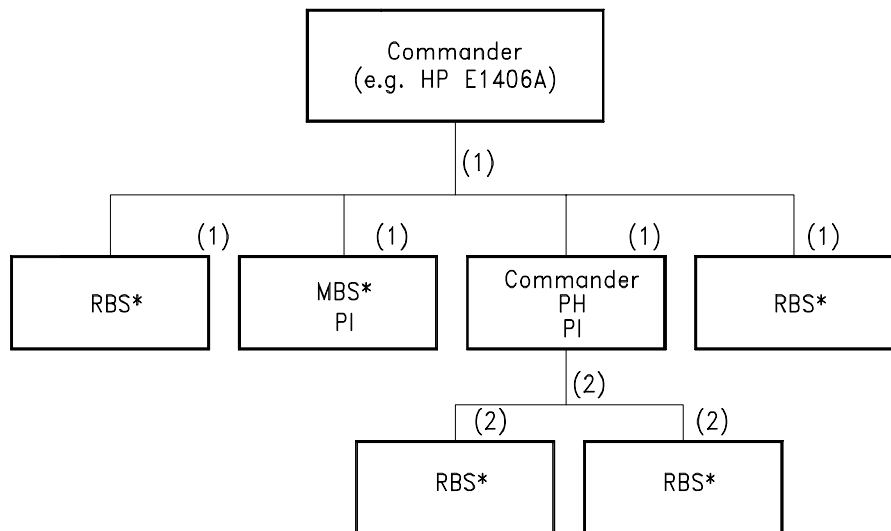 Commander
(e.g. HP E1406A)
(1)
(1)
(1)
(1)
(1)
RBS*
MBS*
PI
Commander
PH
PI
RBS*
(2)
(2)
(2)
RBS*
RBS*